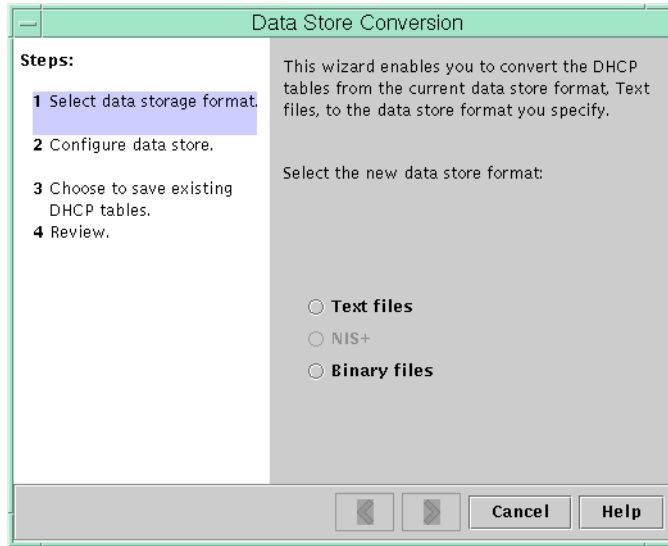 Data Store Conversion
Steps:
1 Select data storage format.
2 Configure data store.
3 Choose to save existing
DHCP tables.
4 Review.
This wizard enables you to convert the DHCP
tables from the current data store format, Text
files, to the data store format you specify.
Select the new data store format:
Text files
NIS+
Binary files
Cancel
Help